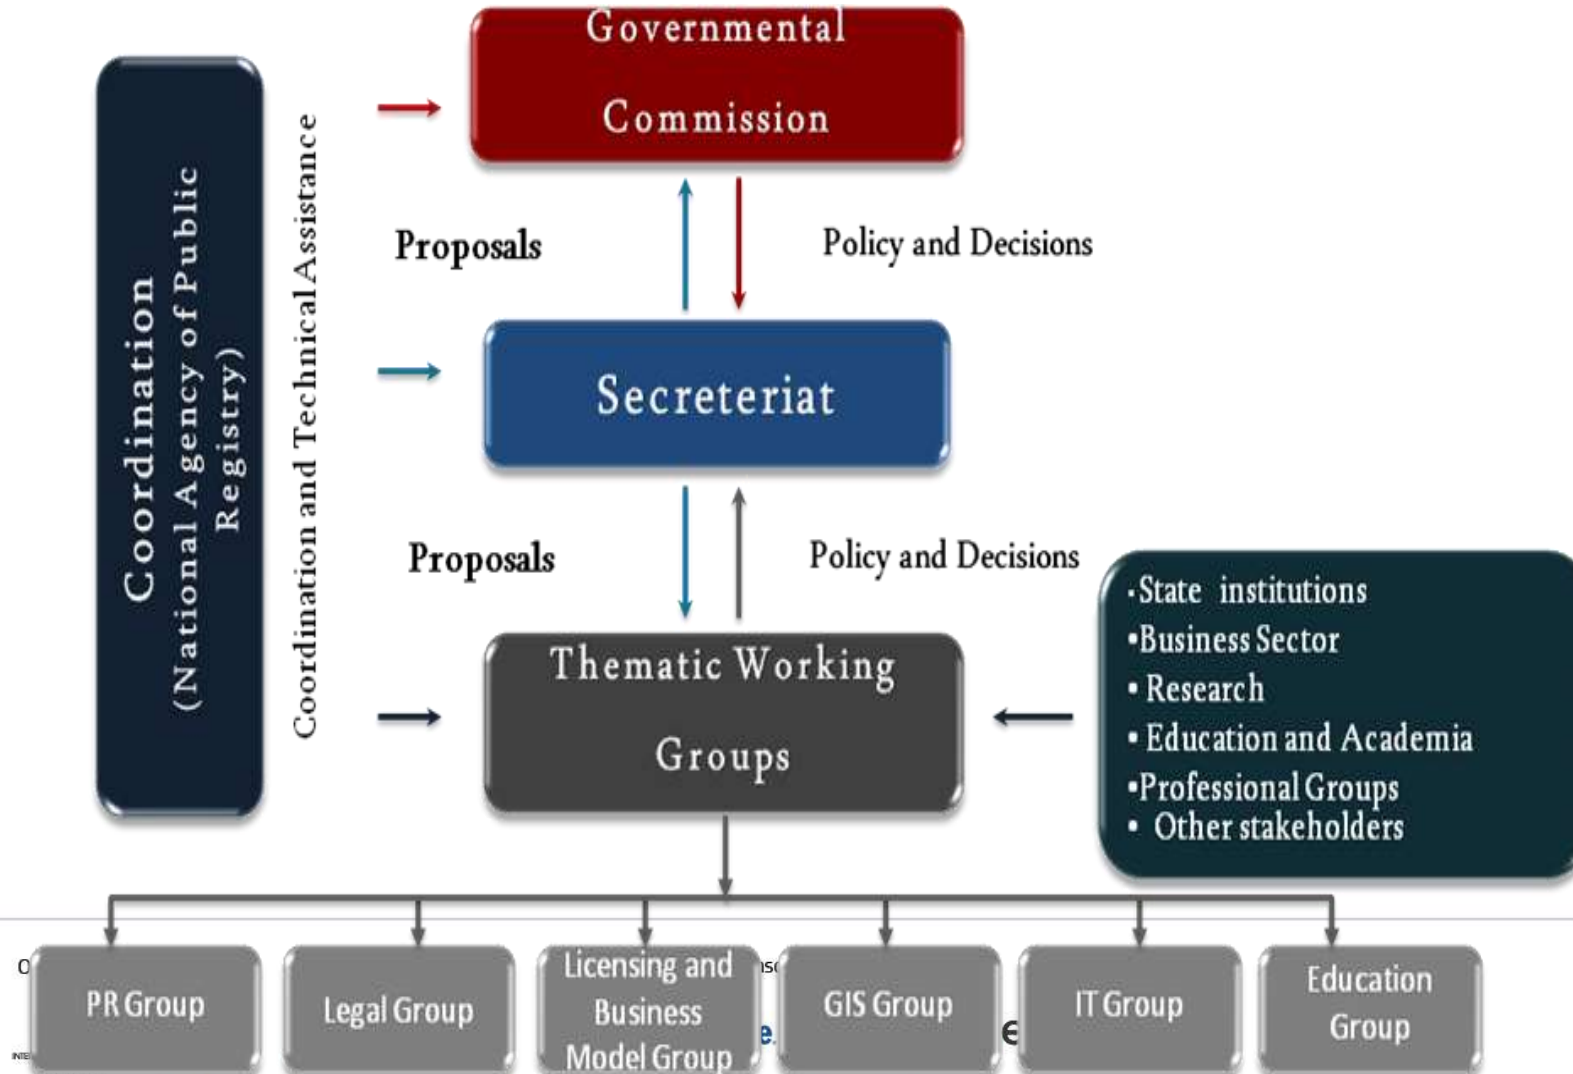 Governmental
Commission
Coordination
(National Agency of Public
Registry)
Coordination and Technical Assistance
Proposals
Policy and Decisions
Secreteriat
Proposals
Policy and Decisions
Thematic Working
Groups
·State institutions
•Business Sector
• Research
• Education and Academia
•Professional Groups
• Other stakeholders
PR Group
Legal Group
Licensing and
Business
Model Group
GIS Group
IT Group
Education
Group